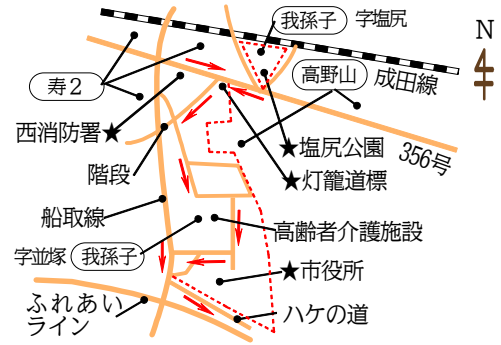 我孫子 字塩尻
N
寿2
高野山
成田線
西消防署★
★塩尻公園
356号
階段
★灯籠道標
船取線
高齢者介護施設
字並塚 我孫子
★市役所
ふれあい
ライン
ハケの道